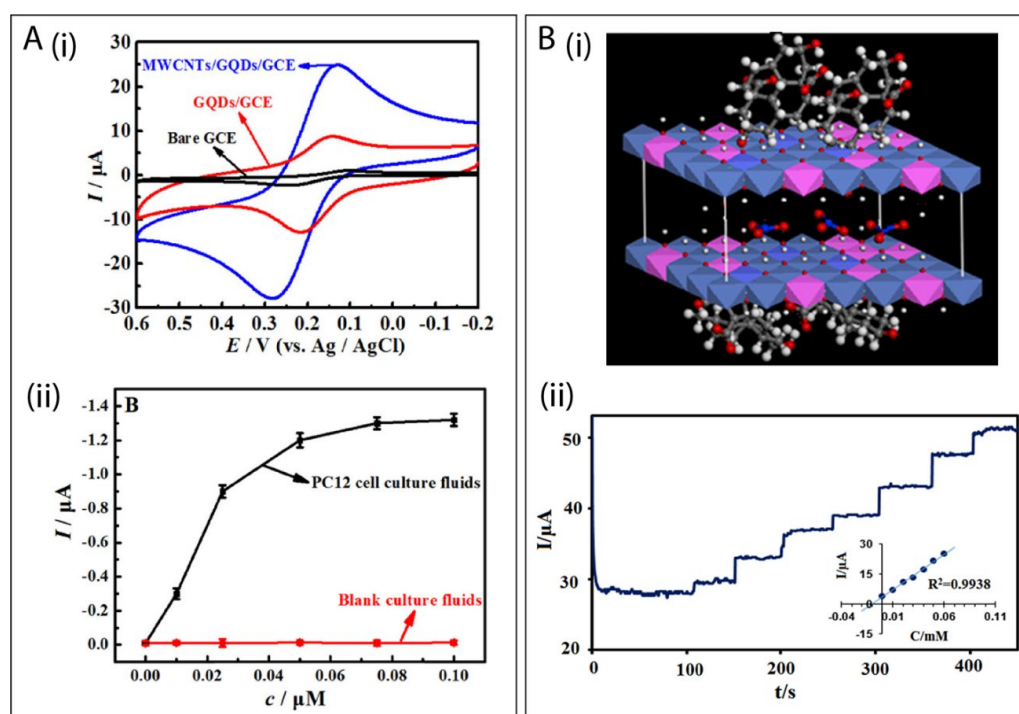 A (i)
30
20
10
0
-10
-20
-30
I / µA
MWCNTs/GQDs/GCE
GQDs/GCE
Bare GCE
0.6 0.5 0.4 0.3 0.2 0.1 0.0 -0.1 -0.2
E / V (vs. Ag / AgCl)
(ii)
B
-1.4
-1.2
-1.0
-0.8
-0.6
-0.4
-0.2
0.0
I / µA
PC12 cell culture fluids
Blank culture fluids
0.00 0.02 0.04 0.06 0.08 0.10
c / µM
B (i)
(ii)
50
40
30
20
I/µA
0 100 200 300 400
t/s
30
15
0
-15
I/µA
R²=0.9938
-0.04 0.01 0.06 0.11
C/mM